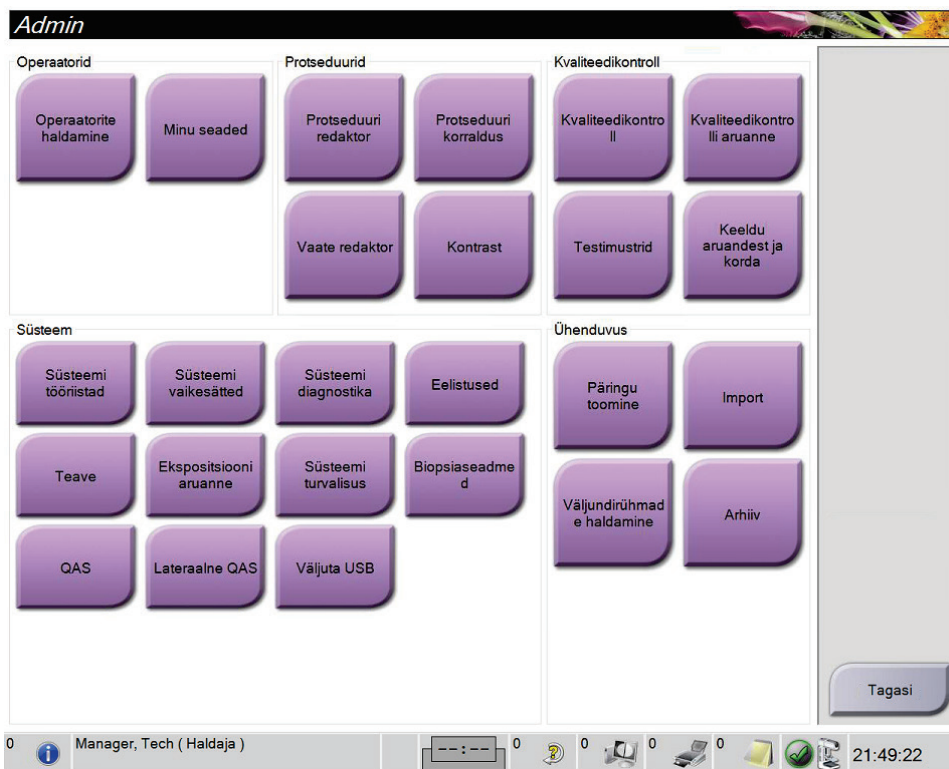 Admin
Operaatorid
Operaatorite
haldamine
Minu seaded
Protseduurid
Protseduuri
redaktor
Protseduuri
korraldus
Vaate redaktor
Kontrast
Kvaliteedikontroll
Kvaliteedikontro
ll
Kvaliteedikontro
lli aruanne
Testimustrid
Keeldu
aruandest ja
korda
Süsteem
Süsteemi
tööriistad
Süsteemi
vaikesätted
Süsteemi
diagnostika
Eelistused
Teave
Ekspositsiooni
aruanne
Süsteemi
turvalisus
Biopsiaseadme
d
QAS
Lateraalne QAS
Väljuta USB
Ühenduvus
Päringu
toomine
Import
Väljundirühmad
e haldamine
Arhiiv
Tagasi
0
Manager, Tech ( Haldaja )
--:--
0
0
0
0
21:49:22